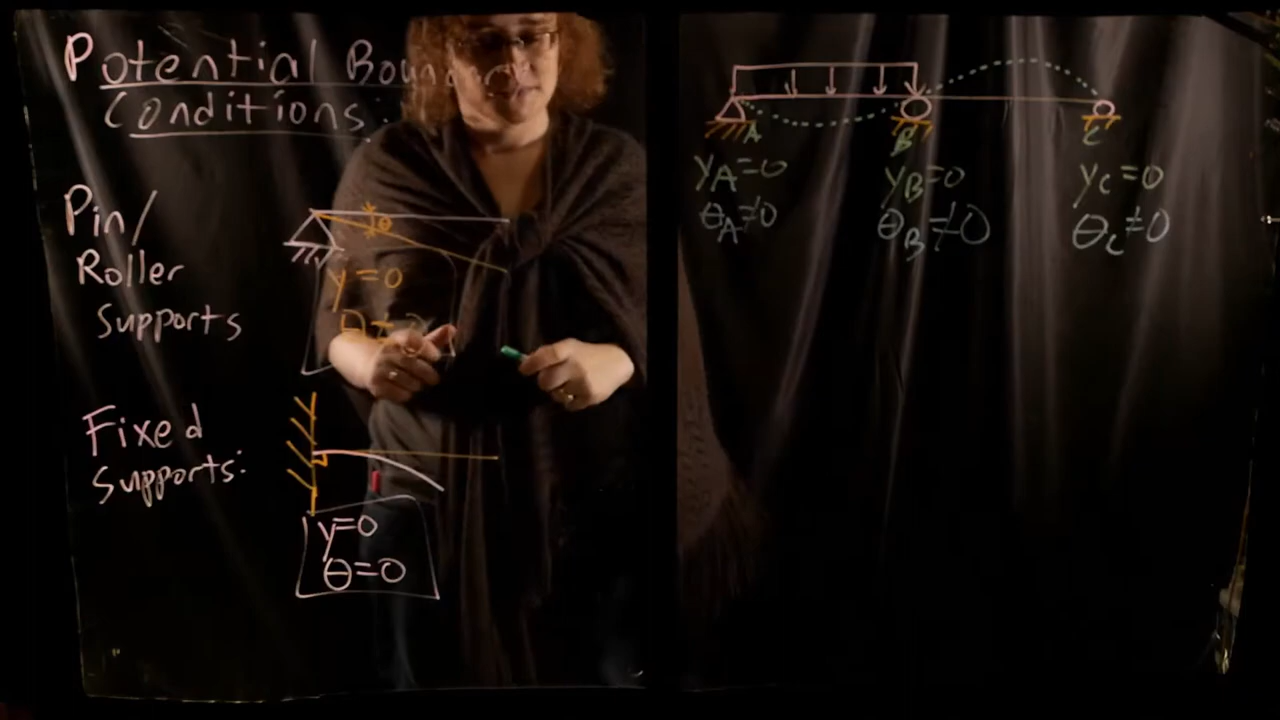 Potential Boundary
Conditions.
Pin/
Roller
Supports
θ
y=0
θ≠
Fixed
Supports:
y=0
θ=0
A
B
C
yA=0
yB=0
yC=0
θA≠0
θB≠0
θC≠0